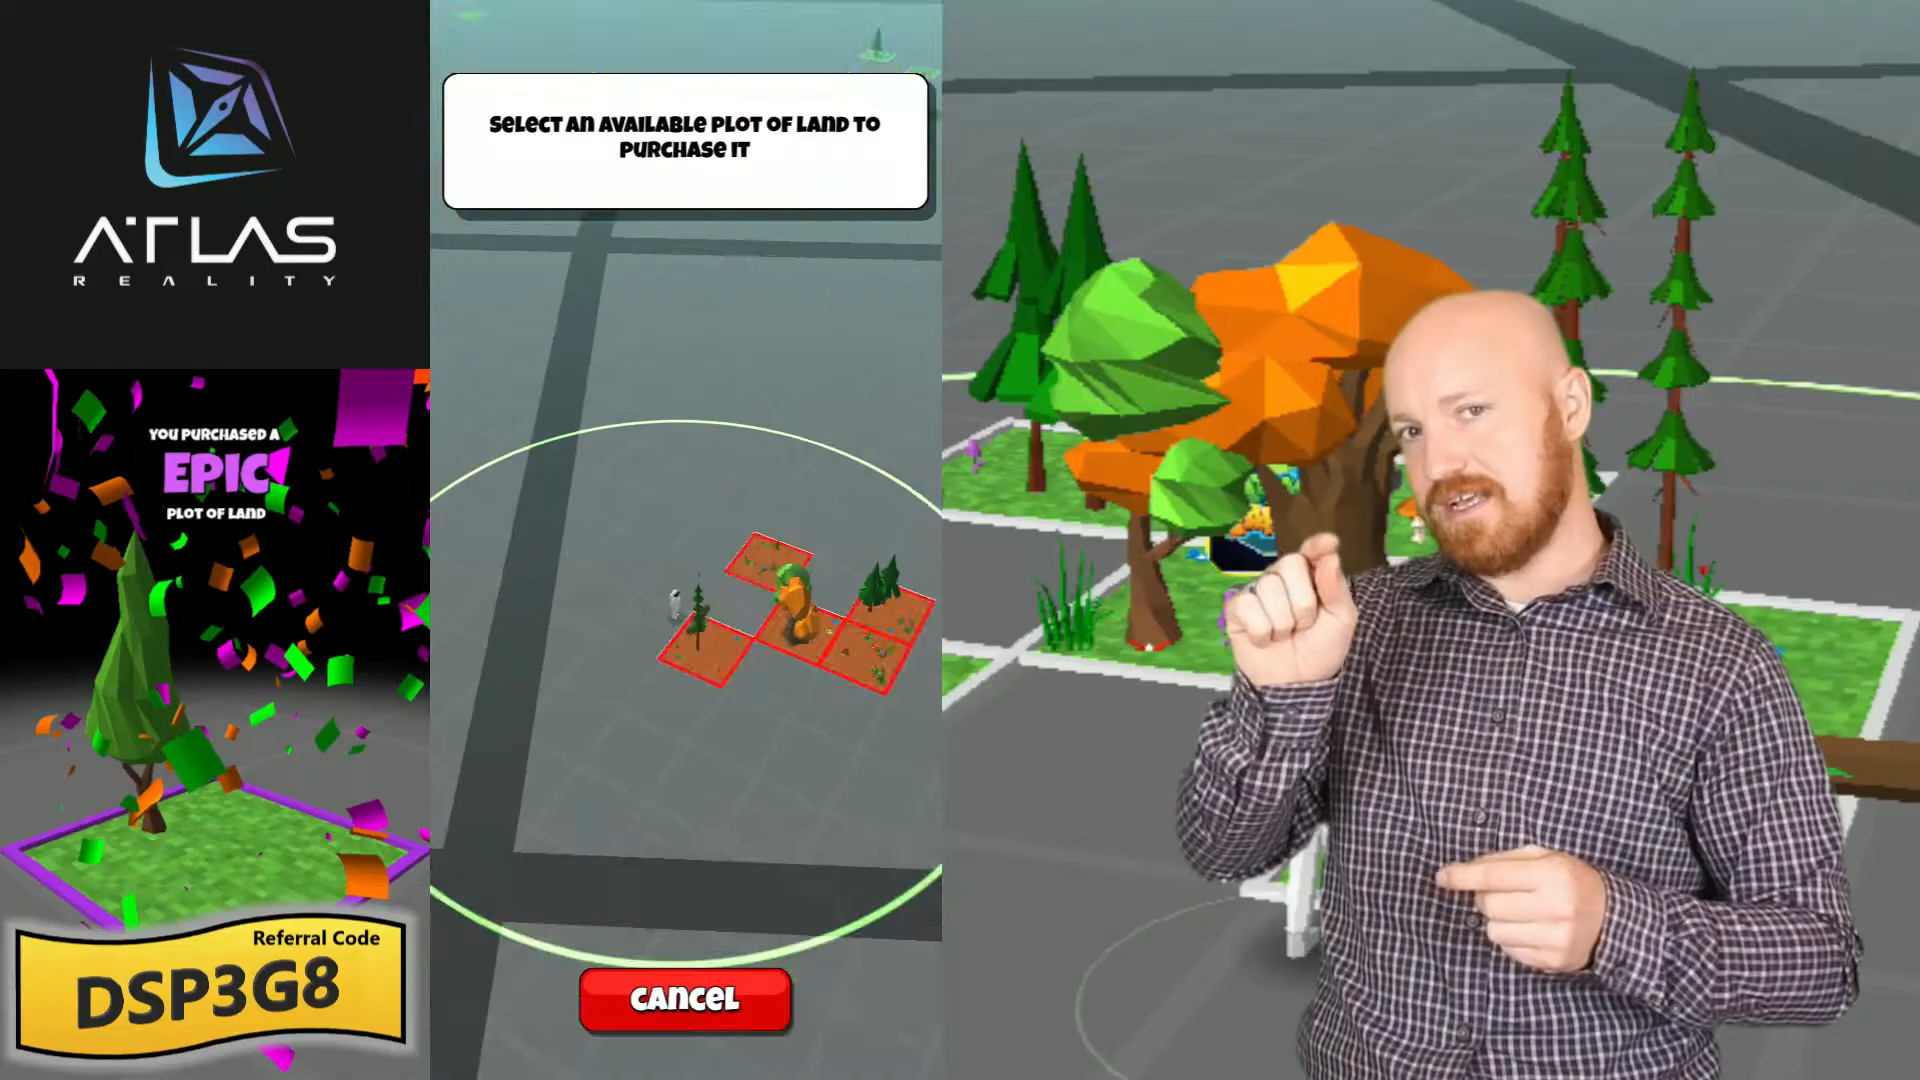 ATLAS
REALITY
YOU PURCHASED A
EPIC
PLOT OF LAND
Referral Code
DSP3G8
SELECT AN AVAILABLE PLOT OF LAND TO
PURCHASE IT
CANCEL